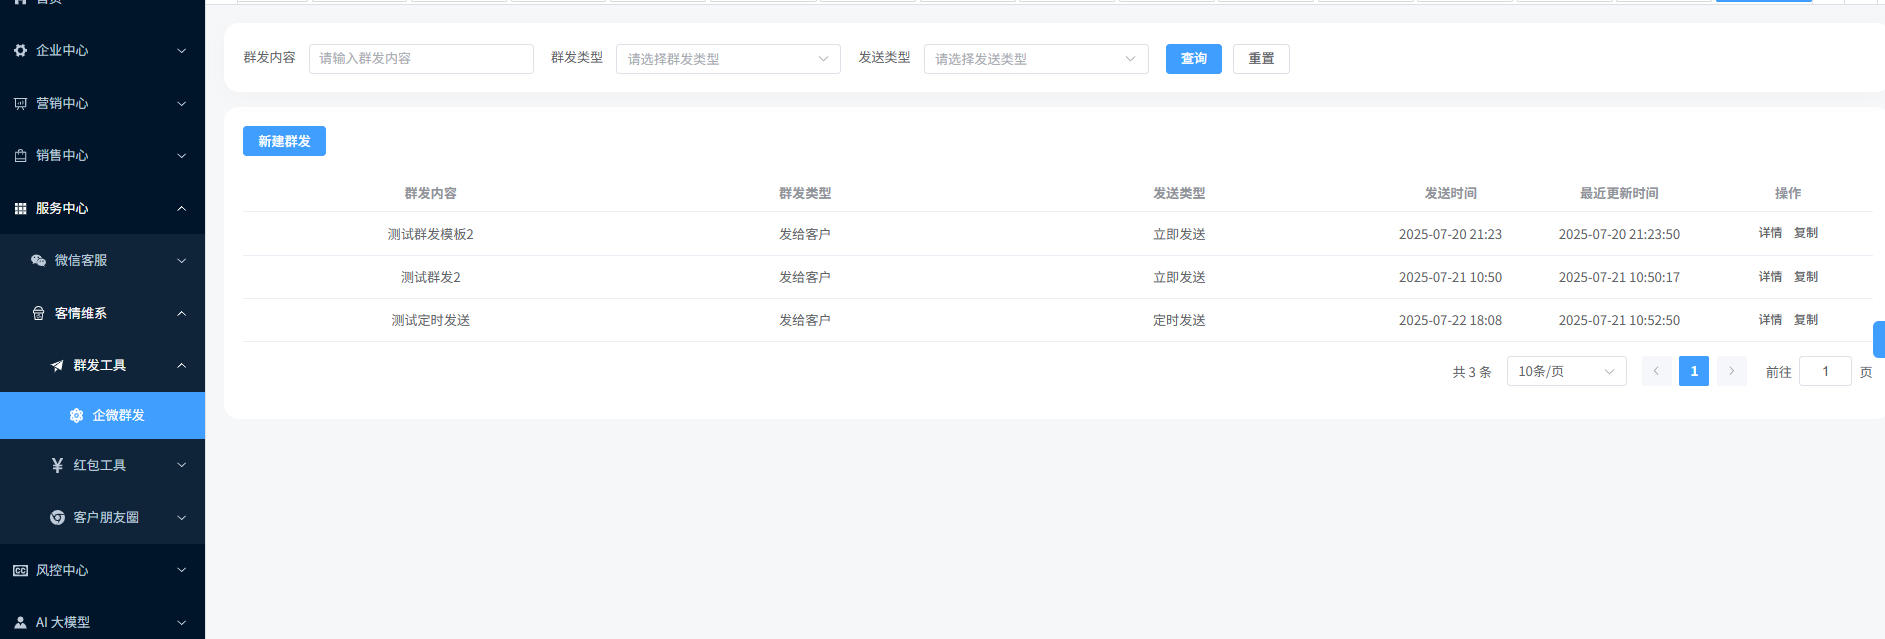 首页
企业中心
营销中心
销售中心
服务中心
微信客服
客情维系
群发工具
企微群发
¥ 红包工具
客户朋友圈
CC 风控中心
AI 大模型
群发内容 请输入群发内容 群发类型 请选择群发类型 发送类型 请选择发送类型 查询 重置
新建群发
群发内容 群发类型 发送类型 发送时间 最近更新时间 操作
测试群发模板2 发给客户 立即发送 2025-07-20 21:23 2025-07-20 21:23:50 详情 复制
测试群发2 发给客户 立即发送 2025-07-21 10:50 2025-07-21 10:50:17 详情 复制
测试定时发送 发给客户 定时发送 2025-07-22 18:08 2025-07-21 10:52:50 详情 复制
共 3 条 10条/页 1 前往 1 页